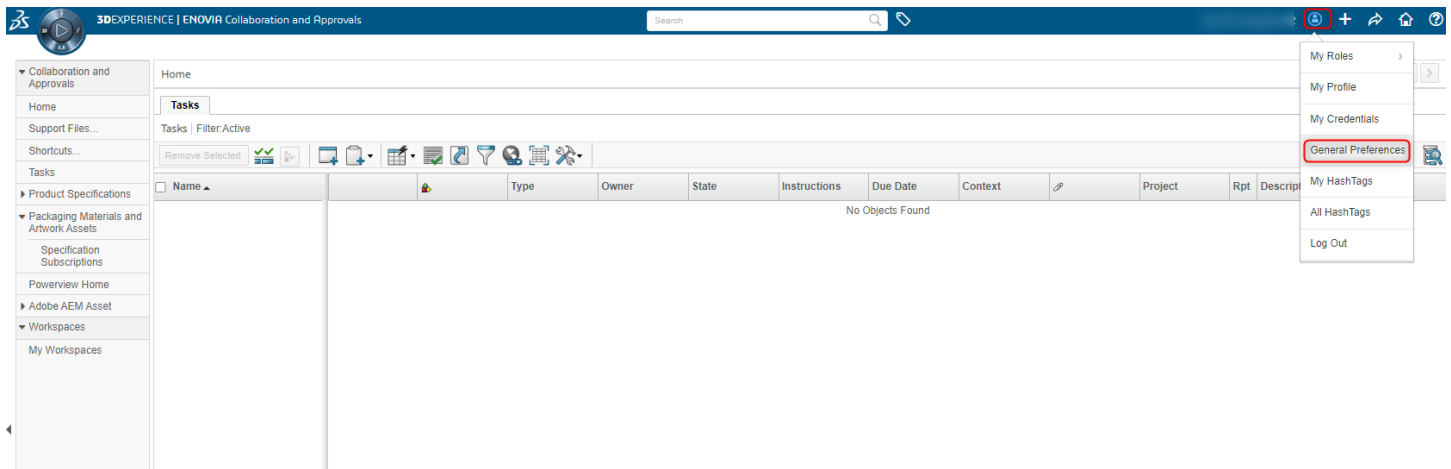 3DEXPERIENCE | ENOVIA Collaboration and Approvals
Search
3D
V.R
My Roles
My Profile
My Credentials
General Preferences
My HashTags
All HashTags
Log Out
Collaboration and
Approvals
Home
Support Files...
Shortcuts...
Tasks
Product Specifications
Packaging Materials and
Artwork Assets
Specification
Subscriptions
Powerview Home
Adobe AEM Asset
Workspaces
My Workspaces
Home
Tasks
Tasks | Filter:Active
Remove Selected
Name Type Owner State Instructions Due Date Context Project Rpt Descript
No Objects Found